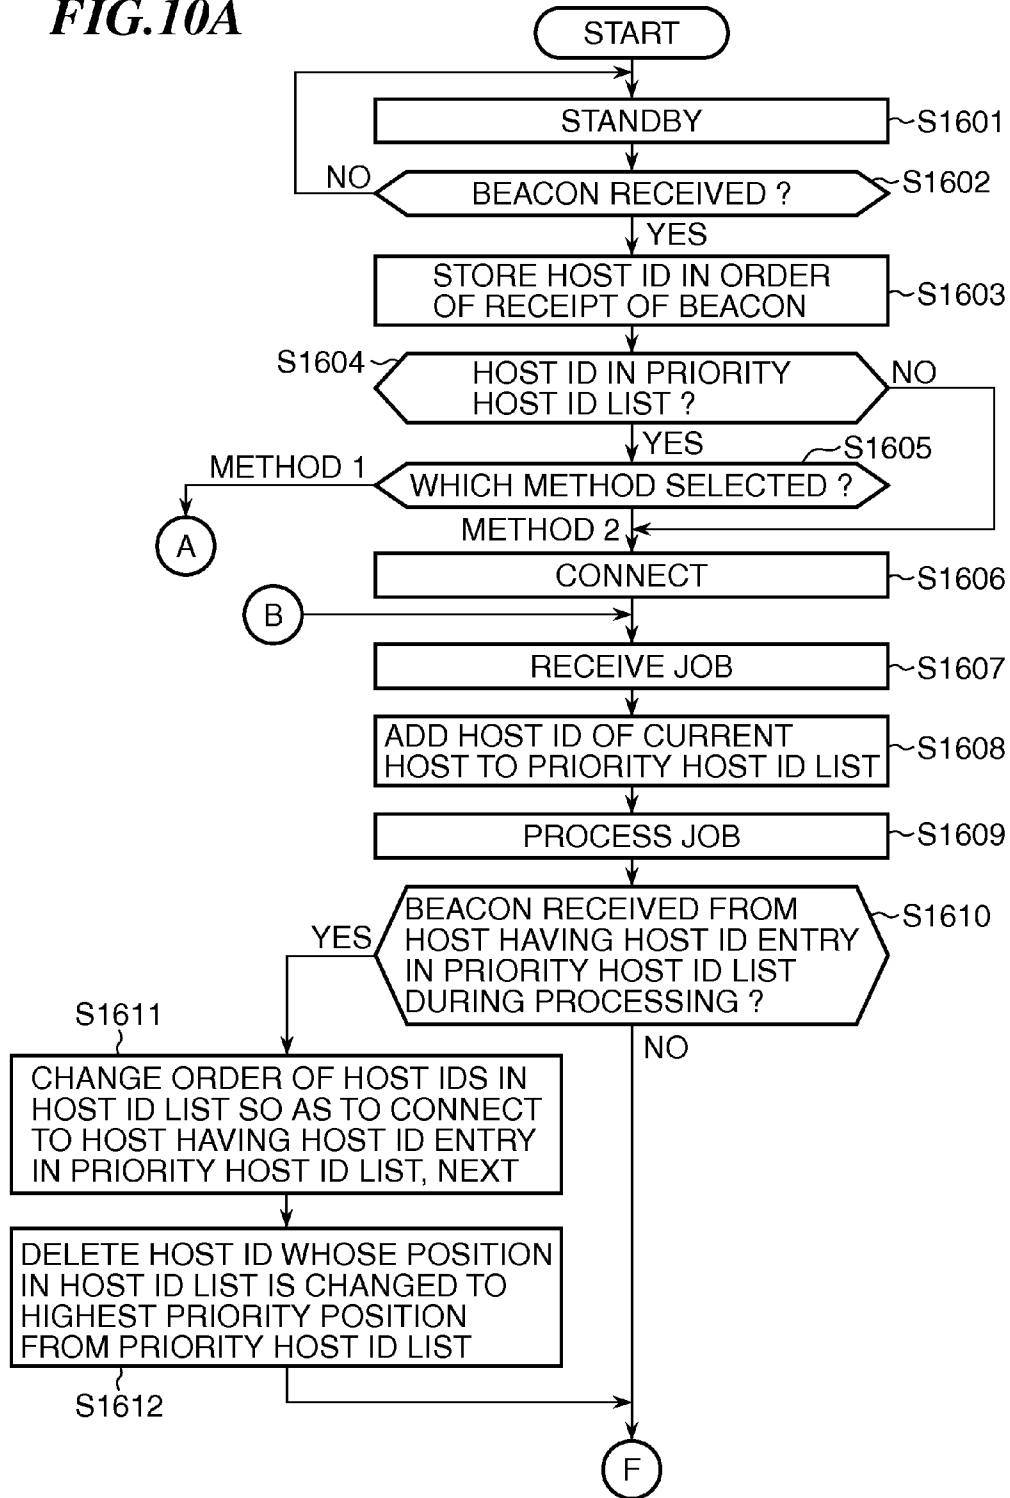 FIG.10A
START
STANDBY
S1601
NO
BEACON RECEIVED ?
S1602
YES
STORE HOST ID IN ORDER
OF RECEIPT OF BEACON
S1603
S1604
HOST ID IN PRIORITY
HOST ID LIST ?
NO
YES
S1605
METHOD 1
WHICH METHOD SELECTED ?
A
METHOD 2
CONNECT
S1606
B
RECEIVE JOB
S1607
ADD HOST ID OF CURRENT
HOST TO PRIORITY HOST ID LIST
S1608
PROCESS JOB
S1609
BEACON RECEIVED FROM
HOST HAVING HOST ID ENTRY
IN PRIORITY HOST ID LIST
DURING PROCESSING ?
S1610
YES
NO
S1611
CHANGE ORDER OF HOST IDS IN
HOST ID LIST SO AS TO CONNECT
TO HOST HAVING HOST ID ENTRY
IN PRIORITY HOST ID LIST, NEXT
DELETE HOST ID WHOSE POSITION
IN HOST ID LIST IS CHANGED TO
HIGHEST PRIORITY POSITION
FROM PRIORITY HOST ID LIST
S1612
F